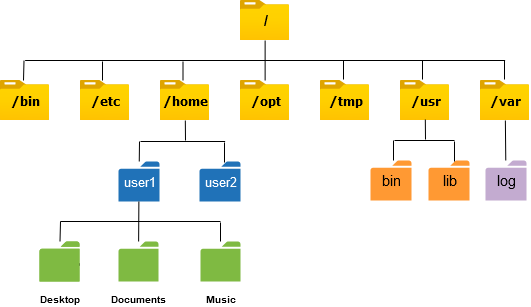 /
/bin
/etc
/home
/opt
/tmp
/usr
/var
user1
user2
bin
lib
log
Desktop
Documents
Music